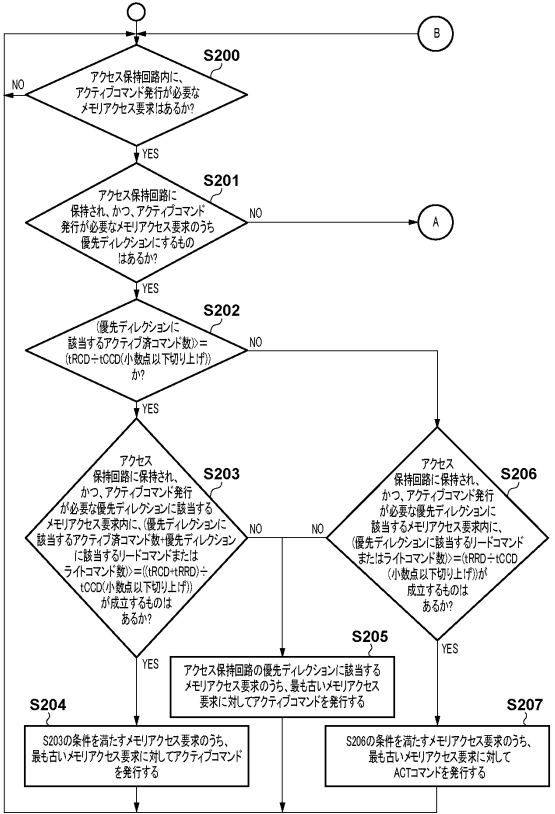 B
S200
アクセス保持回路内に、
アクティブコマンド発行が必要な
メモリアクセス要求はあるか?
NO
YES
S201
アクセス保持回路に
保持され、かつ、アクティブコマンド
発行が必要なメモリアクセス要求のうち
優先ディレクションにするもの
はあるか?
NO
A
YES
S202
(優先ディレクションに
該当するアクティブ済コマンド数)>=
(tRCD÷tCCD(小数点以下切り上げ))
か?
NO
YES
S203
アクセス
保持回路に保持され、
かつ、アクティブコマンド発行
が必要な優先ディレクションに該当する
メモリアクセス要求内に、(優先ディレクションに
該当するアクティブ済コマンド数+優先ディレクション
に該当するリードコマンドまたは
ライトコマンド数)>=((tRCD+tRRD)÷
tCCD(小数点以下切り上げ))
が成立するものは
あるか?
NO
YES
S206
アクセス
保持回路に保持され、
かつ、アクティブコマンド発行
が必要な優先ディレクションに
該当するメモリアクセス要求内に、
(優先ディレクションに該当するリードコマンド
またはライトコマンド数)>=(tRRD÷tCCD
(小数点以下切り上げ))が
成立するものは
あるか?
NO
YES
S205
アクセス保持回路の優先ディレクションに該当する
メモリアクセス要求のうち、最も古いメモリアクセス
要求に対してアクティブコマンドを発行する
S204
S203の条件を満たすメモリアクセス要求のうち、
最も古いメモリアクセス要求に対してアクティブコマンド
を発行する
S207
S206の条件を満たすメモリアクセス要求のうち、
最も古いメモリアクセス要求に対して
ACTコマンドを発行する